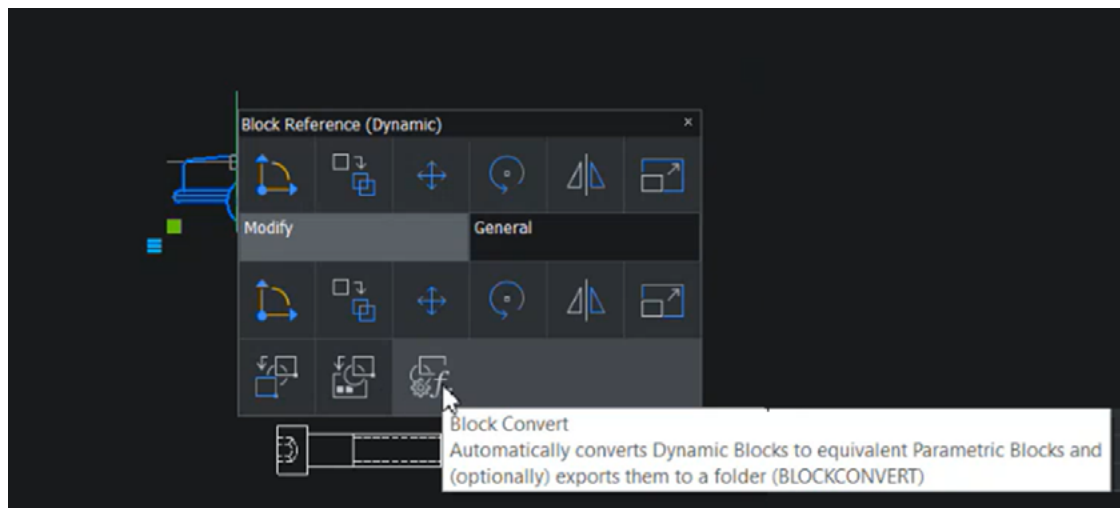 Block Reference (Dynamic)
Modify
General
Block Convert
Automatically converts Dynamic Blocks to equivalent Parametric Blocks and
(optionally) exports them to a folder (BLOCKCONVERT)